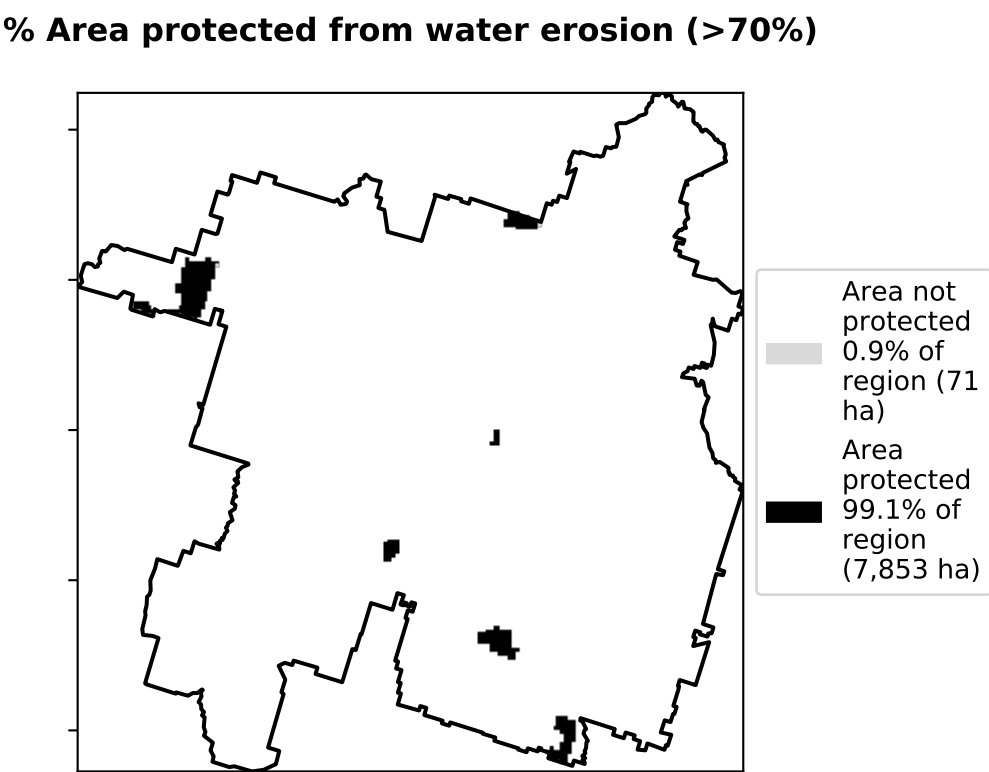 % Area protected from water erosion (>70%)
Area not
protected
0.9% of
region (71
ha)
Area
protected
99.1% of
region
(7,853 ha)